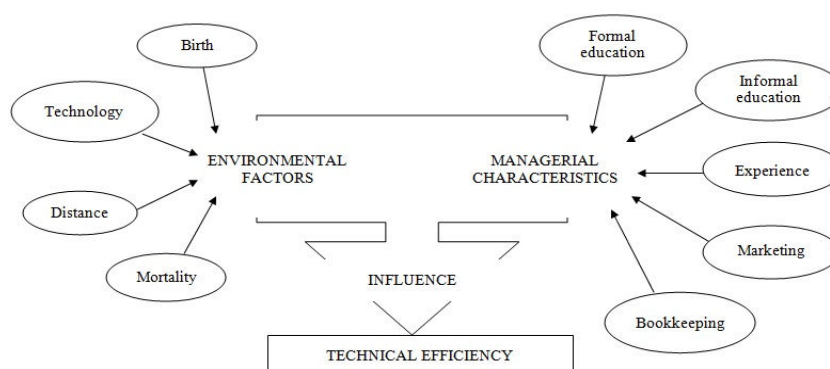 Birth
Formal
education
Technology
Informal
education
ENVIRONMENTAL
FACTORS
MANAGERIAL
CHARACTERISTICS
Experience
Distance
Marketing
Mortality
INFLUENCE
Bookkeeping
TECHNICAL EFFICIENCY